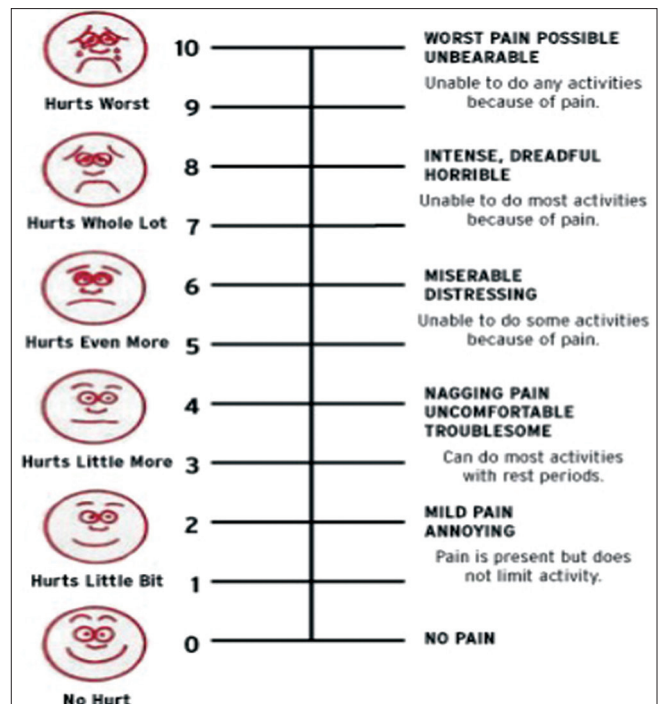 10
WORST PAIN POSSIBLE
UNBEARABLE
Unable to do any activities
because of pain.
Hurts Worst
9
8
INTENSE, DREADFUL
HORRIBLE
Unable to do most activities
because of pain.
Hurts Whole Lot
7
6
MISERABLE
DISTRESSING
Unable to do some activities
because of pain.
Hurts Even More
5
4
NAGGING PAIN
UNCOMFORTABLE
TROUBLESOME
Can do most activities
with rest periods.
Hurts Little More
3
2
MILD PAIN
ANNOYING
Pain is present but does
not limit activity.
Hurts Little Bit
1
0
NO PAIN
No Hurt